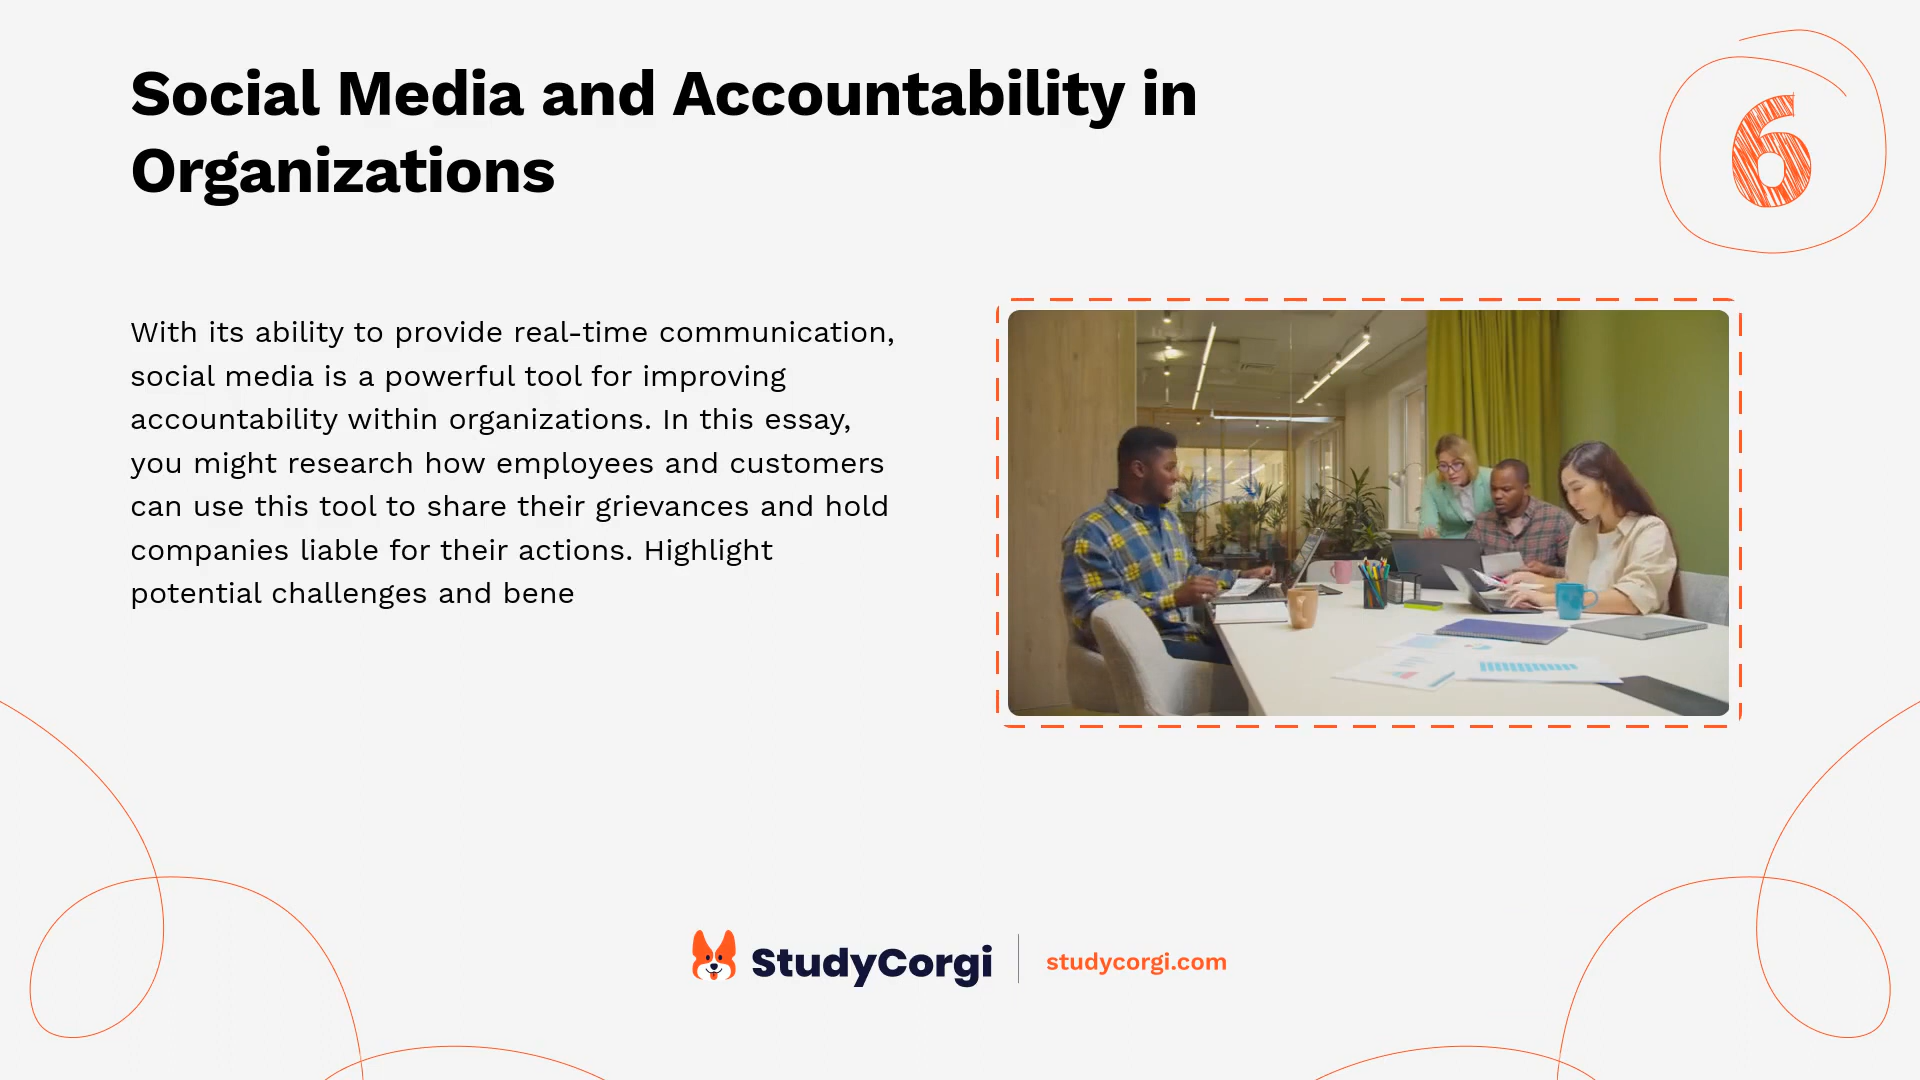 Social Media and Accountability in
Organizations
6
With its ability to provide real-time communication,
social media is a powerful tool for improving
accountability within organizations. In this essay,
you might research how employees and customers
can use this tool to share their grievances and hold
companies liable for their actions. Highlight
potential challenges and bene
StudyCorgi
studycorgi.com